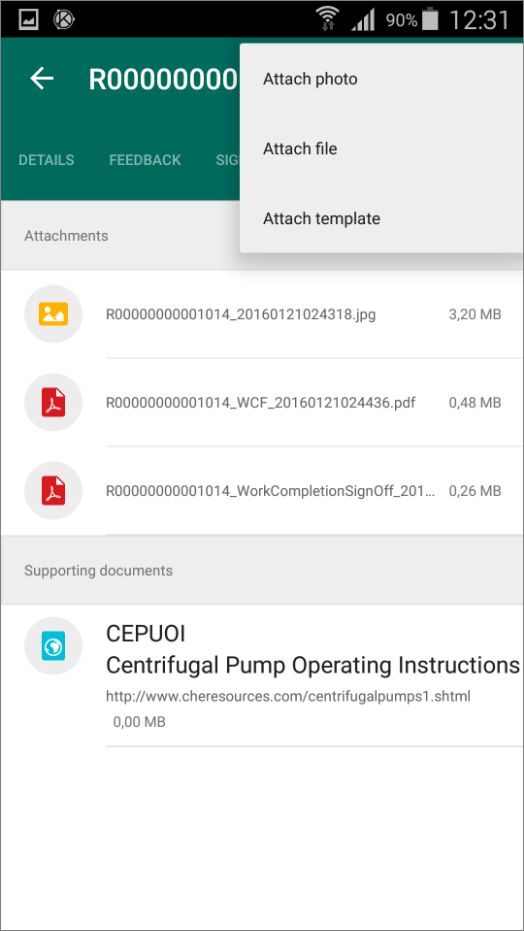 90% 12:31
R00000000
Attach photo
Attach file
Attach template
DETAILS FEEDBACK
Attachments
R00000000001014_20160121024318.jpg 3,20 MB
R00000000001014_WCF_20160121024436.pdf 0,48 MB
R00000000001014_WorkCompletionSignOff_201... 0,26 MB
Supporting documents
CEPUOI
Centrifugal Pump Operating Instructions
http://www.cheresources.com/centrifugalpumps1.shtml
0,00 MB